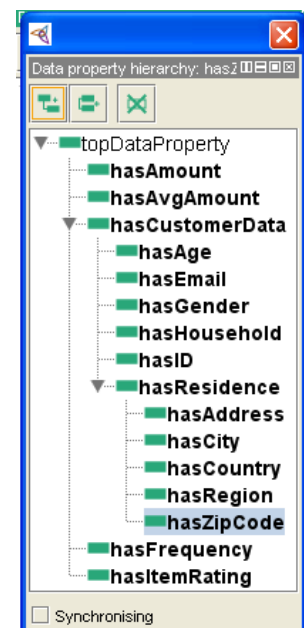 Data property hierarchy: hasZ
topDataProperty
hasAmount
hasAvgAmount
hasCustomerData
hasAge
hasEmail
hasGender
hasHousehold
hasID
hasResidence
hasAddress
hasCity
hasCountry
hasRegion
hasZipCode
hasFrequency
hasItemRating
Synchronising